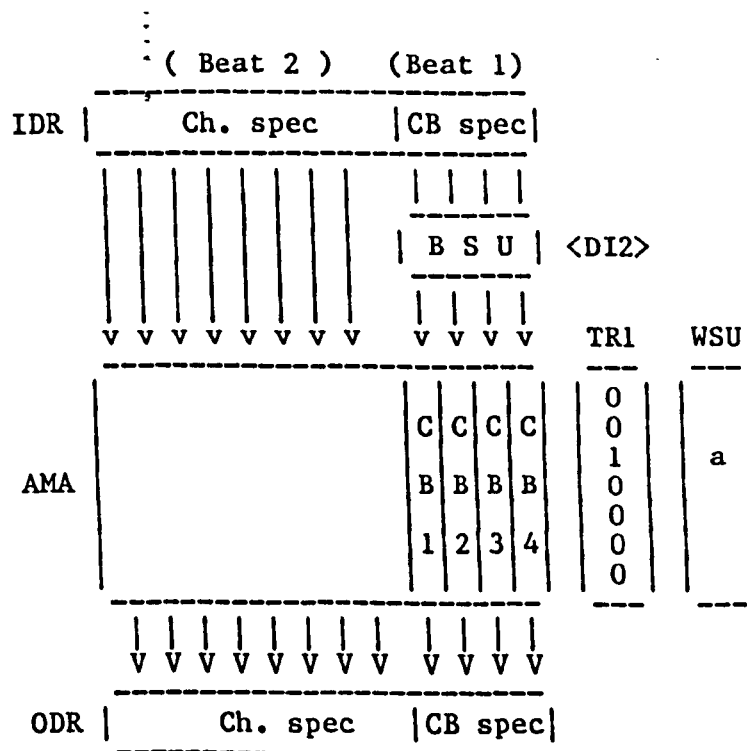 ( Beat 2 ) (Beat 1)
IDR | Ch. spec |CB spec|
| B S U | <DI2>
v v v v v v v v v v v v TR1 WSU
0
C C C C 0
1 a
AMA B B B B 0
0
1 2 3 4 0
0
V V V V V V V V V V V V
ODR | Ch. spec |CB spec|